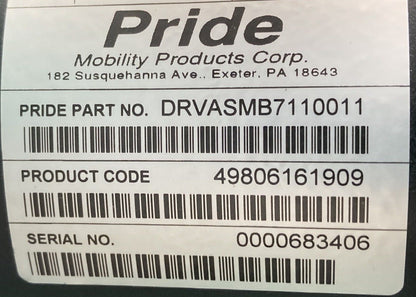 Pride
Mobility Products Corp.
182 Susquehanna Ave., Exeter, PA 18643
PRIDE PART NO. DRVASMB7110011
PRODUCT CODE 49806161909
SERIAL NO. 0000683406